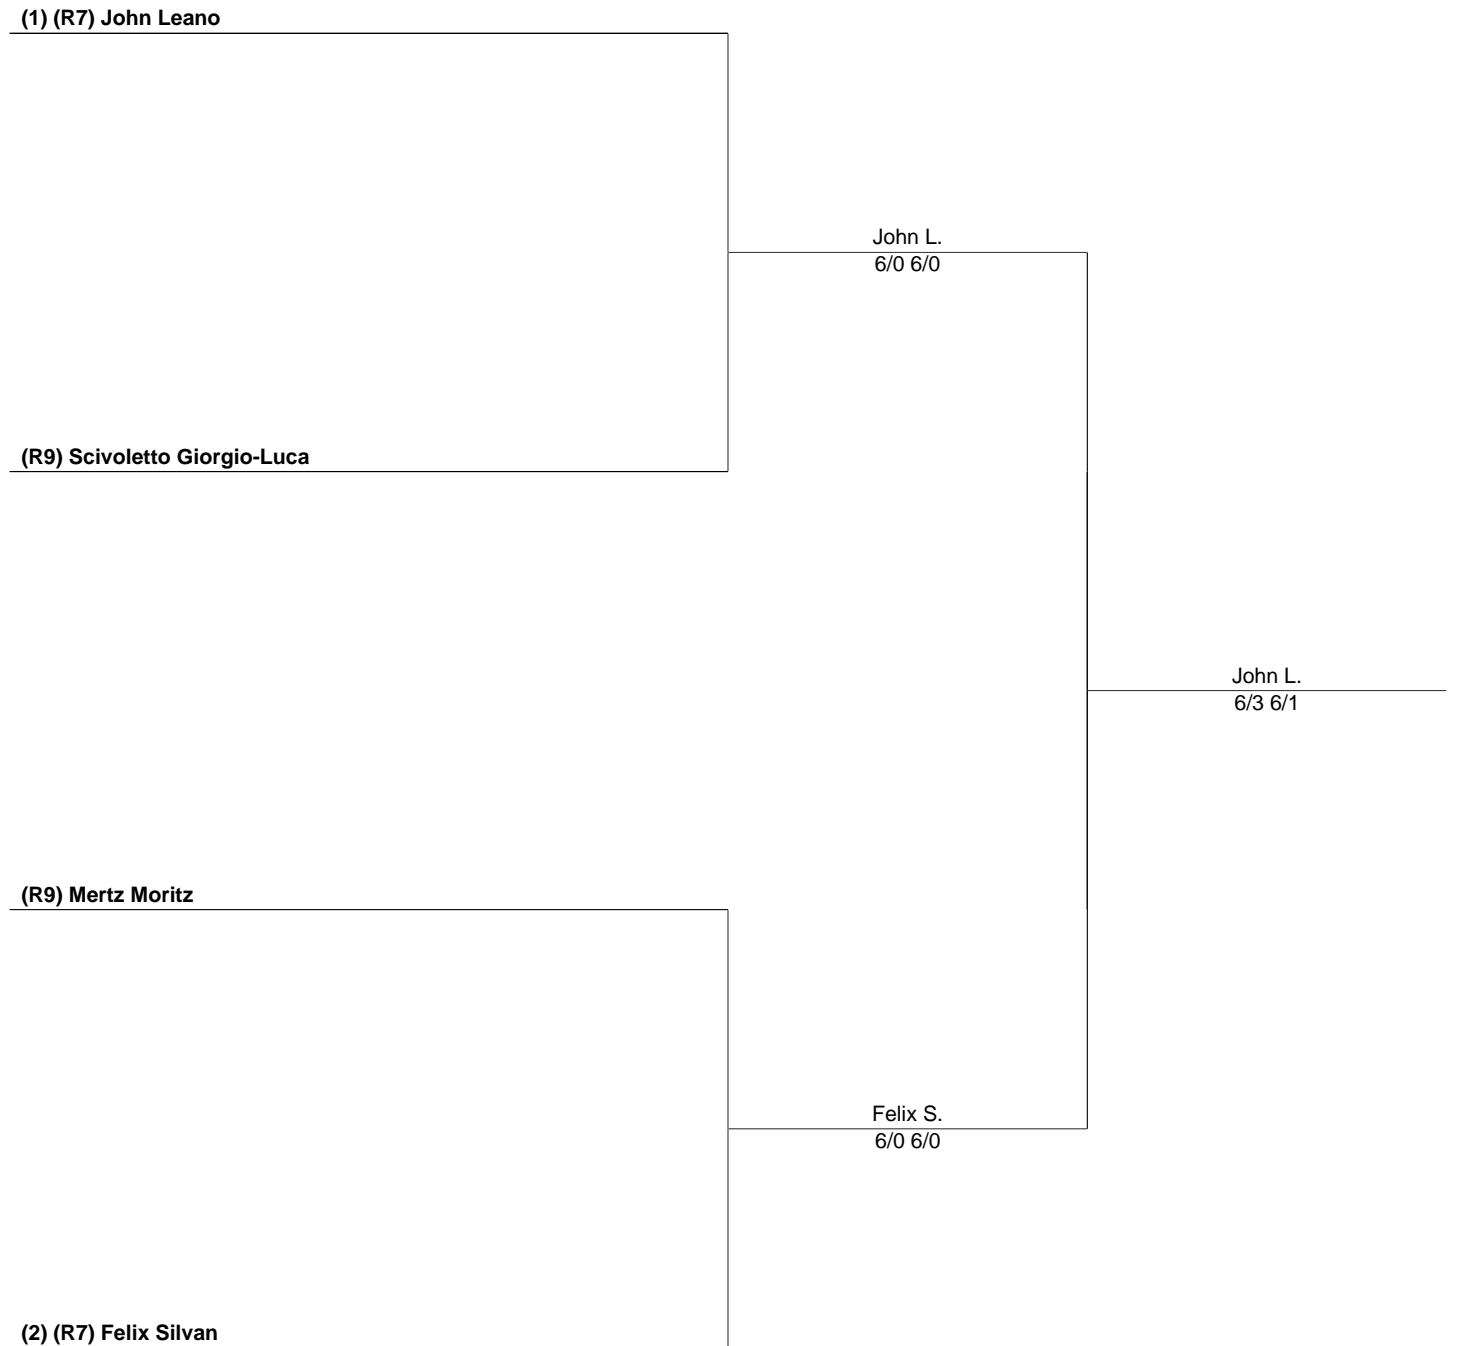 (1) (R7) John Leano
John L.
6/0 6/0
(R9) Scivoletto Giorgio-Luca
John L.
6/3 6/1
(R9) Mertz Moritz
Felix S.
6/0 6/0
(2) (R7) Felix Silvan